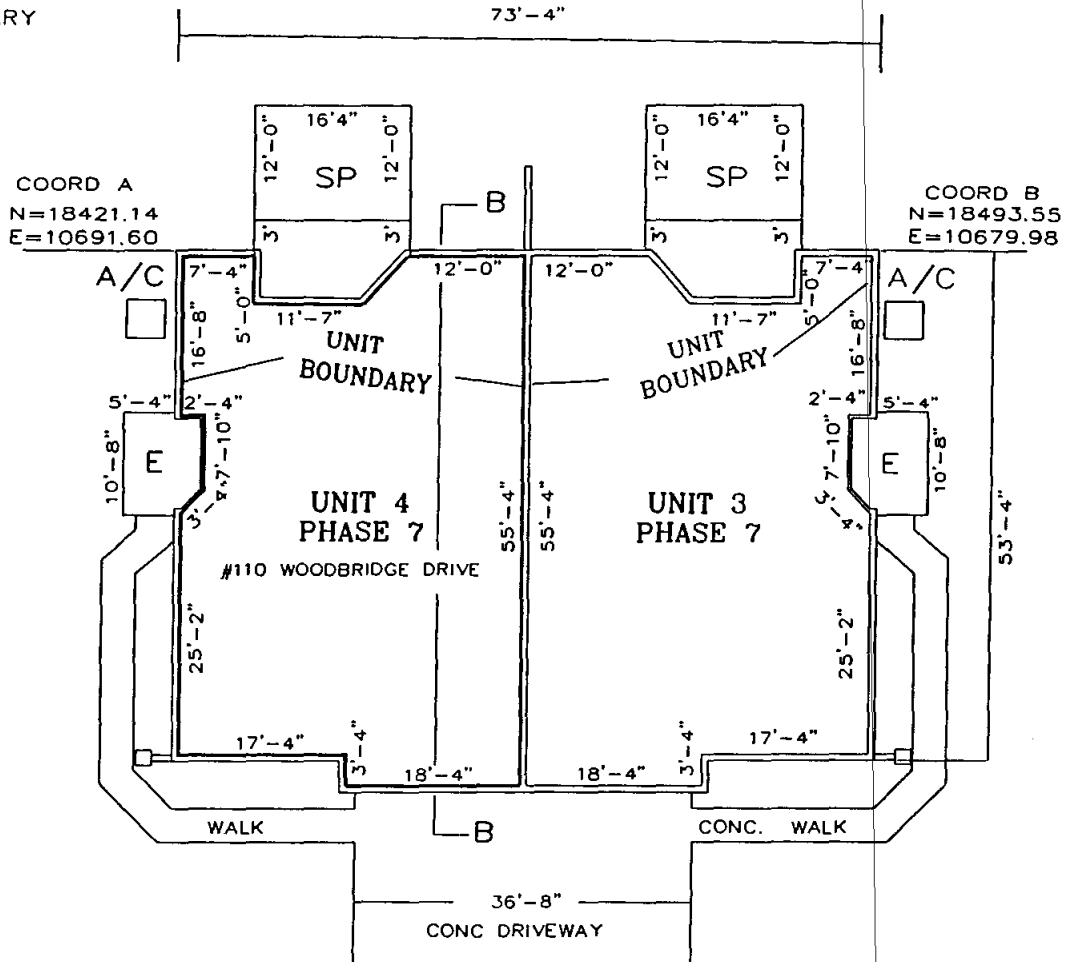 RY
73'-4"
16'4"
16'4"
12'-0"
12'-0"
12'-0"
12'-0"
SP
SP
COORD A
N=18421.14
E=10691.60
COORD B
N=18493.55
E=10679.98
B
3'
3'
3'
3'
A/C
A/C
7'-4"
12'-0"
12'-0"
7'-4
5'-0"
5'-0"
16'-8"
16'-8"
11'-7"
11'-7"
UNIT
BOUNDARY
UNIT
BOUNDARY
5'-4"
2'-4"
2'-4"
5'-4"
10'-8"
E
7'-10"
7'-10"
E
10'-8"
3'-4"
UNIT 4
PHASE 7
UNIT 3
PHASE 7
55'-4"
55'-4"
53'-4"
#110 WOODBRIDGE DRIVE
25'-2"
25'-2"
17'-4"
3'-4"
3'-4"
17'-4"
18'-4"
18'-4"
WALK
B
CONC. WALK
36'-8"
CONC DRIVEWAY